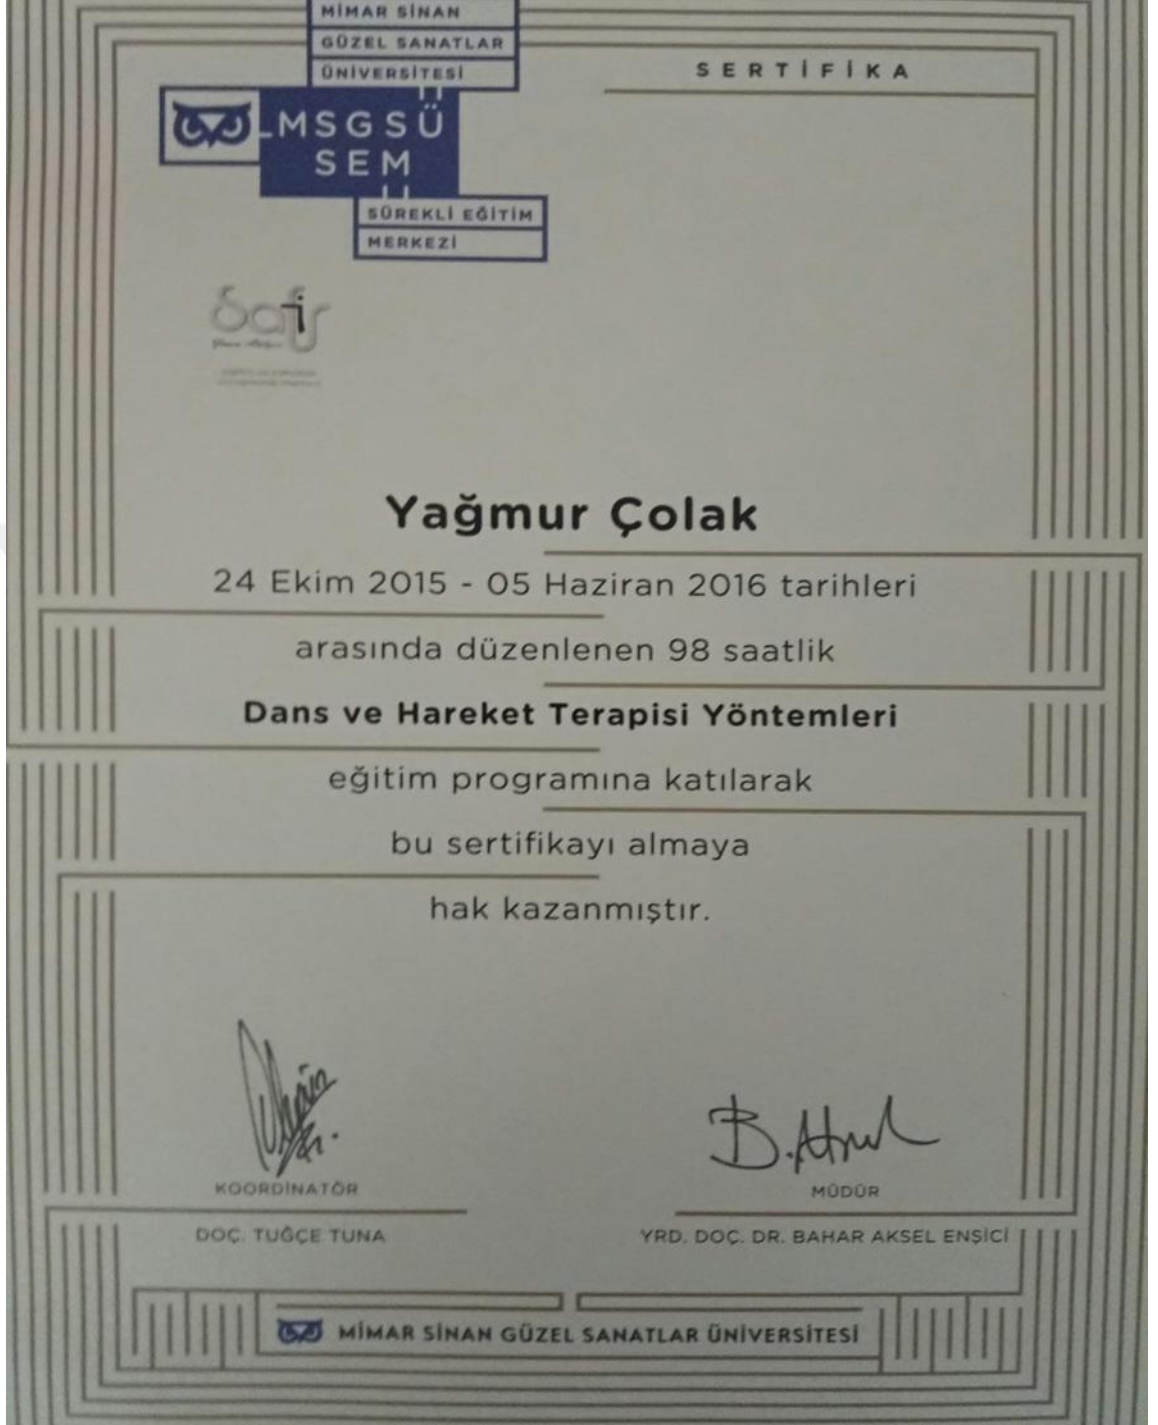 MİMAR SİNAN
GÜZEL SANATLAR
ÜNİVERSİTESİ
SERTİFİKA
MSGSÜ
SEM
SÜREKLİ EĞİTİM
MERKEZİ
Yağmur Çolak
24 Ekim 2015 - 05 Haziran 2016 tarihleri
arasında düzenlenen 98 saatlik
Dans ve Hareket Terapisi Yöntemleri
eğitim programına katılarak
bu sertifikayı almaya
hak kazanmıştır.
KOORDİNATÖR
MÜDÜR
DOÇ. TUĞÇE TUNA
YRD. DOÇ. DR. BAHAR AKSEL ENŞİCİ
MİMAR SİNAN GÜZEL SANATLAR ÜNİVERSİTESİ